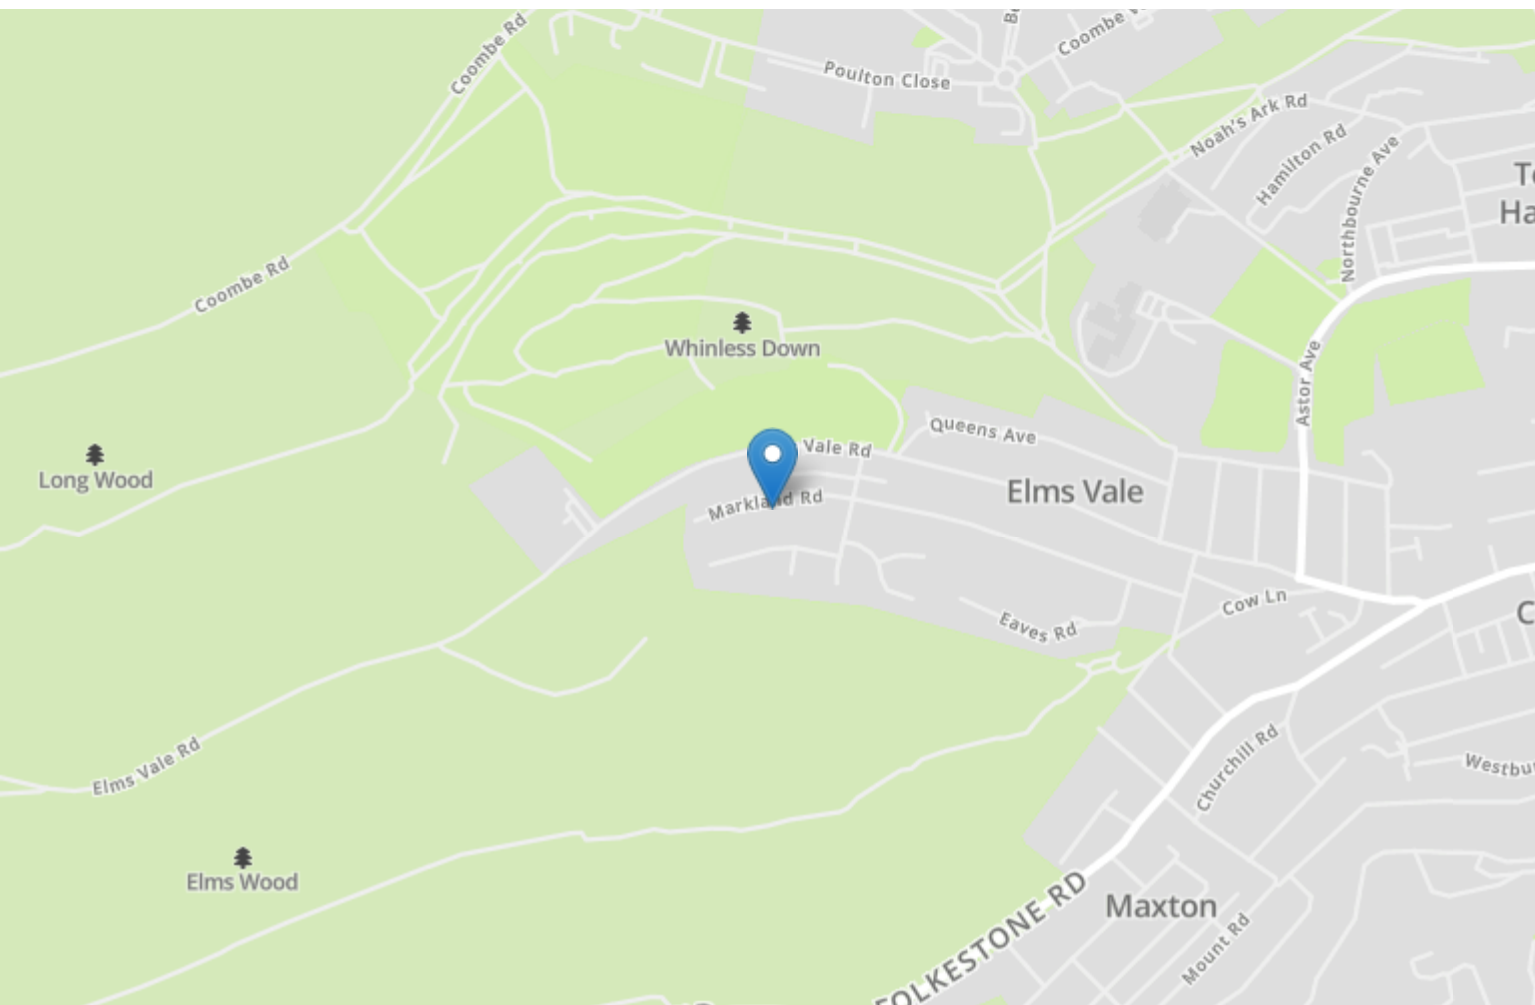 Coombe Rd
Poulton Close
Coombe
Noah's Ark Rd
Hamilton Rd
Northbourne Ave
Coombe Rd
Whinless Down
Astor Ave
Queens Ave
Vale Rd
Long Wood
Elms Vale
Markland Rd
Cow Ln
Eaves Rd
Elms Vale Rd
Churchill Rd
Elms Wood
FOLKESTONE RD
Maxton
Mount Rd